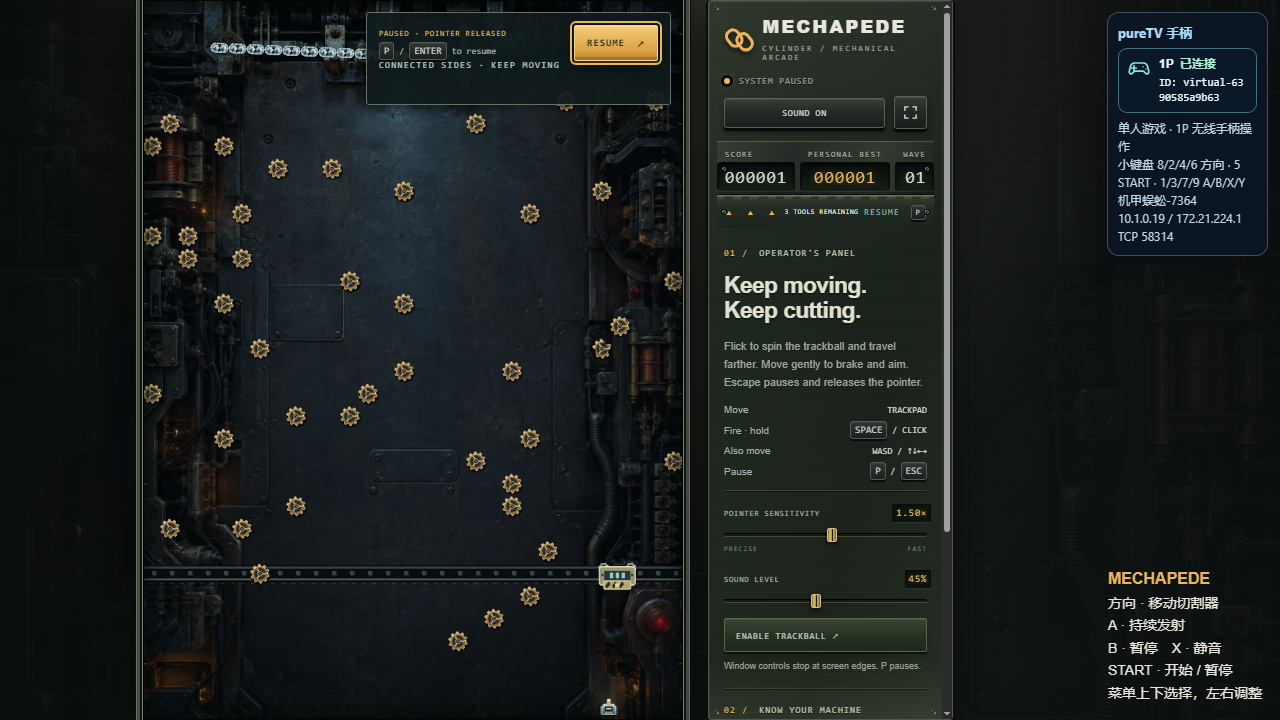 PAUSED · POINTER RELEASED
P / ENTER to resume
CONNECTED SIDES · KEEP MOVING
RESUME ↗
MECHAPEDE
CYLINDER / MECHANICAL
ARCADE
SYSTEM PAUSED
SOUND ON
SCORE PERSONAL BEST WAVE
000001 000001 01
3 TOOLS REMAINING RESUME P
01 / OPERATOR'S PANEL
Keep moving.
Keep cutting.
Flick to spin the trackball and travel
farther. Move gently to brake and aim.
Escape pauses and releases the pointer.
Move TRACKPAD
Fire · hold SPACE / CLICK
Also move WASD / ↑↓←→
Pause P / ESC
POINTER SENSITIVITY 1.50×
PRECISE FAST
SOUND LEVEL 45%
ENABLE TRACKBALL ↗
Window controls stop at screen edges. P pauses.
02 / KNOW YOUR MACHINE
pureTV 手柄
1P 已连接
ID: virtual-63
90585a9b63
单人游戏 · 1P 无线手柄操
作
小键盘 8/2/4/6 方向 · 5
START · 1/3/7/9 A/B/X/Y
机甲蜈蚣-7364
10.1.0.19 / 172.21.224.1
TCP 58314
MECHAPEDE
方向 · 移动切割器
A · 持续发射
B · 暂停 X · 静音
START · 开始 / 暂停
菜单上下选择，左右调整